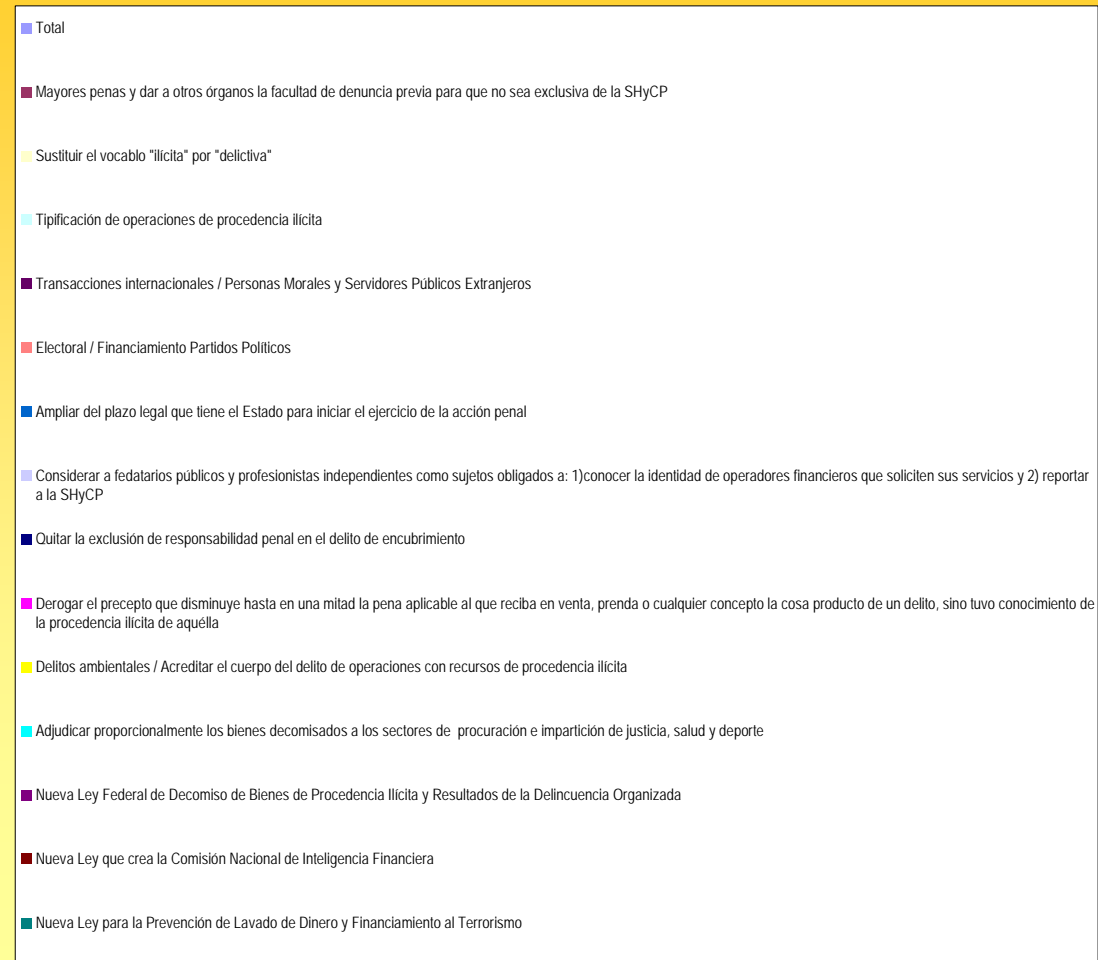 Total
Mayores penas y dar a otros órganos la facultad de denuncia previa para que no sea exclusiva de la SHyCP
Sustituir el vocablo "ilícita" por "delictiva"
Tipificación de operaciones de procedencia ilícita
Transacciones internacionales / Personas Morales y Servidores Públicos Extranjeros
Electoral / Financiamiento Partidos Políticos
Ampliar del plazo legal que tiene el Estado para iniciar el ejercicio de la acción penal
Considerar a fedatarios públicos y profesionistas independientes como sujetos obligados a: 1)conocer la identidad de operadores financieros que soliciten sus servicios y 2) reportar
a la SHyCP
Quitar la exclusión de responsabilidad penal en el delito de encubrimiento
Derogar el precepto que disminuye hasta en una mitad la pena aplicable al que reciba en venta, prenda o cualquier concepto la cosa producto de un delito, sino tuvo conocimiento de
la procedencia ilícita de aquélla
Delitos ambientales / Acreditar el cuerpo del delito de operaciones con recursos de procedencia ilícita
Adjudicar proporcionalmente los bienes decomisados a los sectores de procuración e impartición de justicia, salud y deporte
Nueva Ley Federal de Decomiso de Bienes de Procedencia Ilícita y Resultados de la Delincuencia Organizada
Nueva Ley que crea la Comisión Nacional de Inteligencia Financiera
Nueva Ley para la Prevención de Lavado de Dinero y Financiamiento al Terrorismo